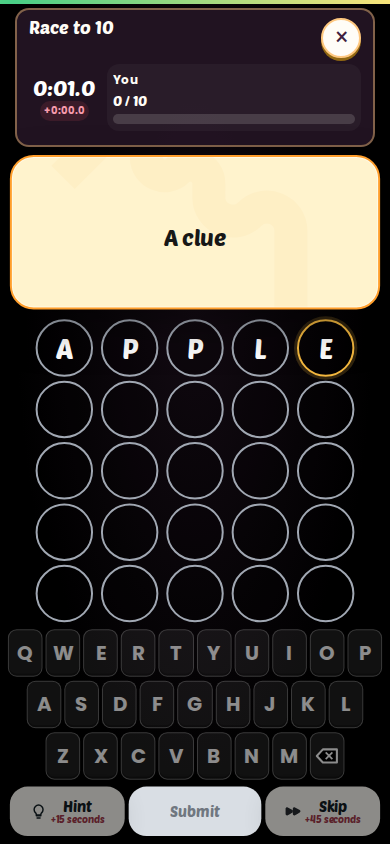 Race to 10
×
0:01.0
+0:00.0
You
0 / 10
A clue
A P P L E
Q W E R T Y U I O P
A S D F G H J K L
Z X C V B N M
Hint
+15 seconds
Submit
Skip
+45 seconds